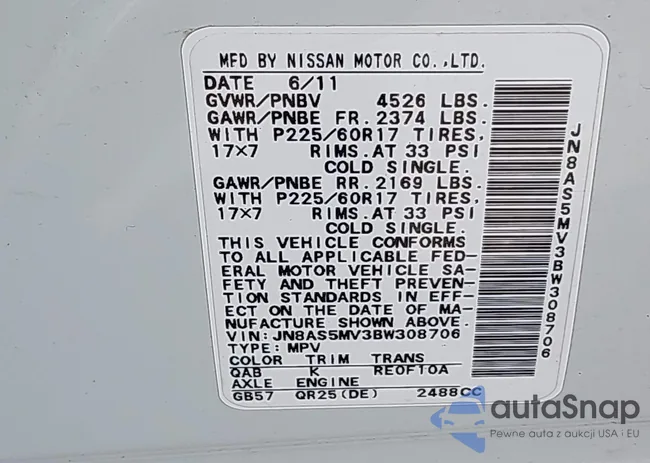 MFD BY NISSAN MOTOR CO.,LTD.
DATE 6/11
GVWR/PNBV 4526 LBS.
GAWR/PNBE FR. 2374 LBS.
WITH P225/60R17 TIRES,
17×7 RIMS. AT 33 PSI
COLD SINGLE.
GAWR/PNBE RR. 2169 LBS.
WITH P225/60R17 TIRES,
17×7 RIMS. AT 33 PSI
COLD SINGLE.
THIS VEHICLE CONFORMS
TO ALL APPLICABLE FED-
ERAL MOTOR VEHICLE SA-
FETY AND THEFT PREVEN-
TION STANDARDS IN EFF-
ECT ON THE DATE OF MA-
NUFACTURE SHOWN ABOVE.
VIN: JN8AS5MV3BW308706
TYPE: MPV
COLOR TRIM TRANS
QAB K RE0F10A
AXLE ENGINE
GB57 QR25(DE) 2488CC
JN8AS5MV3BW308706
autaSnap
Pewne auta z aukcji USA i EU